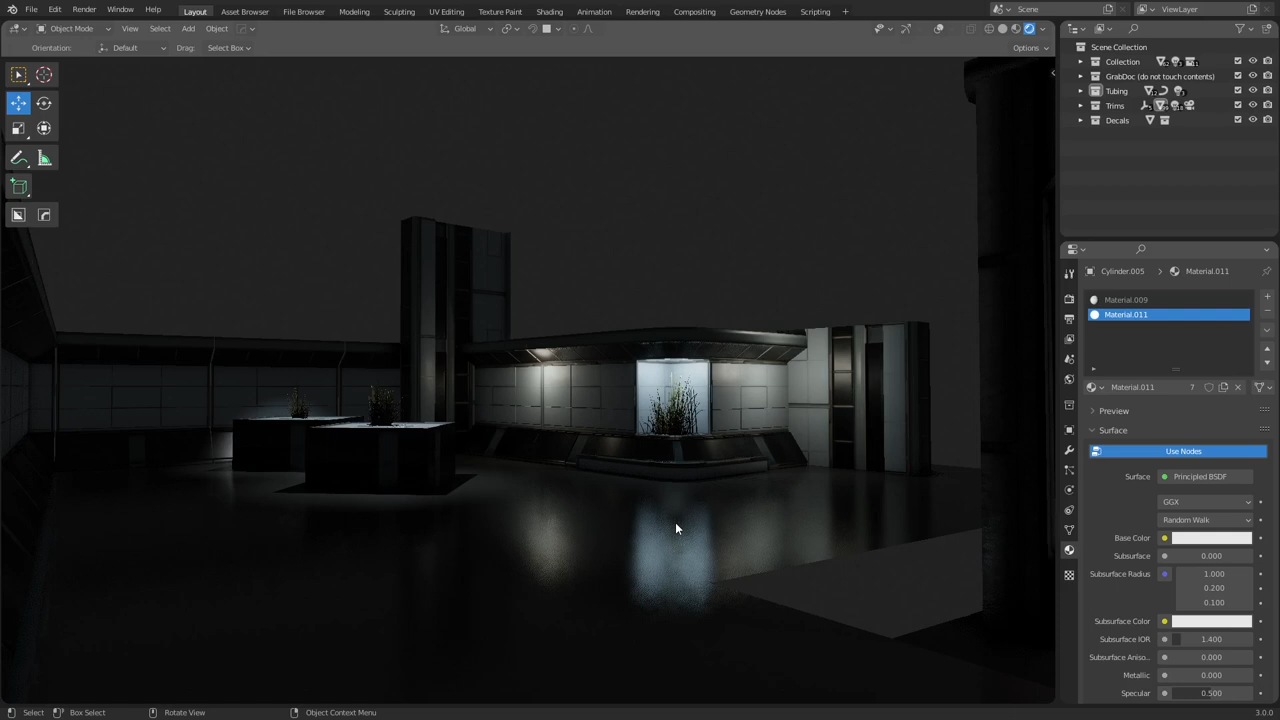 File Edit Render Window Help Layout Asset Browser File Browser Modeling Sculpting UV Editing Texture Paint Shading Animation Rendering Compositing Geometry Nodes Scripting + Scene ViewLayer
Object Mode View Select Add Object Global
Orientation: Default Drag: Select Box Options
Scene Collection
Collection
GrabDoc (do not touch contents)
Tubing
Trims
Decals
Cylinder.005 > Material.011
Material.009
Material.011
Material.011 7
Preview
Surface
Use Nodes
Surface Principled BSDF
GGX
Random Walk
Base Color
Subsurface 0.000
Subsurface Radius 1.000
0.200
0.100
Subsurface Color
Subsurface IOR 1.400
Subsurface Aniso... 0.000
Metallic 0.000
Specular 0.500
Select Box Select Rotate View Object Context Menu 3.0.0